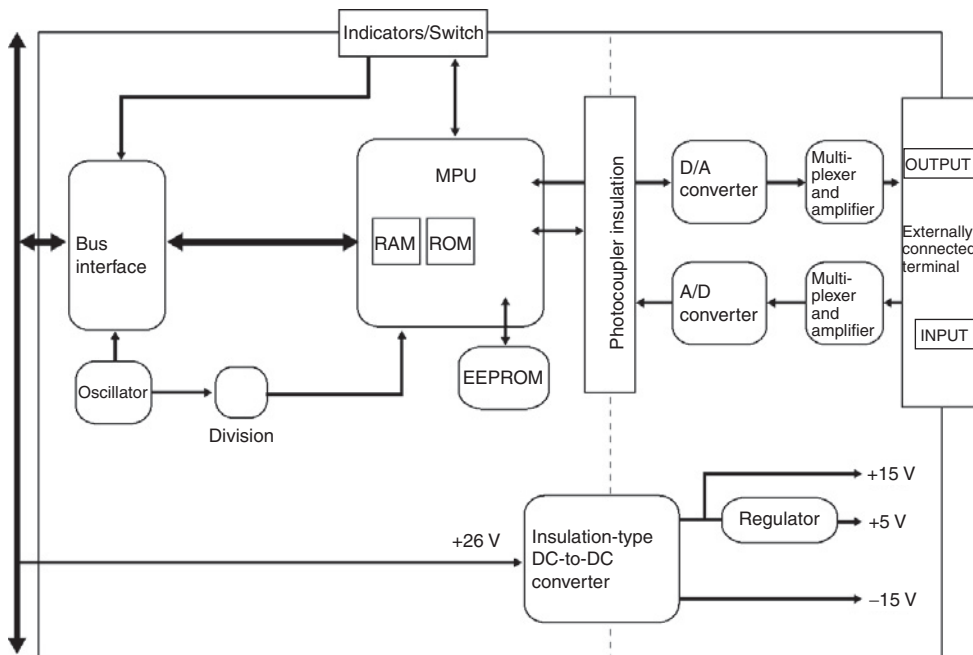 Indicators/Switch
MPU
RAM
ROM
Bus
interface
Oscillator
Division
EEPROM
Photocoupler insulation
D/A
converter
Multi-
plexer
and
amplifier
A/D
converter
Multi-
plexer
and amplifier
OUTPUT
Externally
connected
terminal
INPUT
+26 V
Insulation-type
DC-to-DC
converter
Regulator
+15 V
+5 V
−15 V